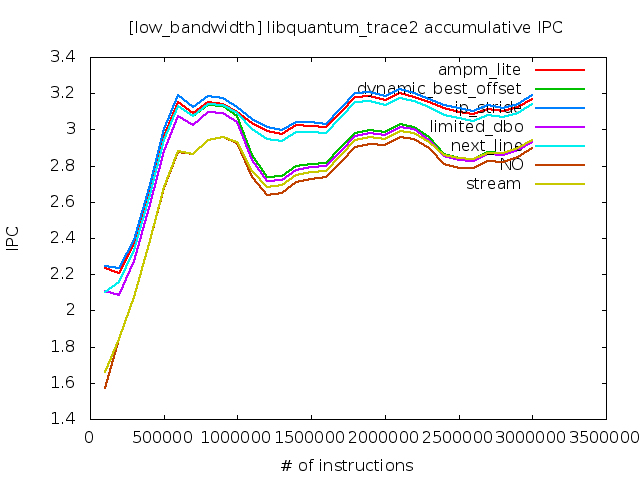 [low_bandwidth] libquantum_trace2 accumulative IPC
3.4
3.2
3
2.8
2.6
2.4
2.2
2
1.8
1.6
1.4
IPC
ampm_lite
dynamic_best_offset
ip_stride
limited_dbo
next_line
NO
stream
0 500000 1000000 1500000 2000000 2500000 3000000 3500000
# of instructions